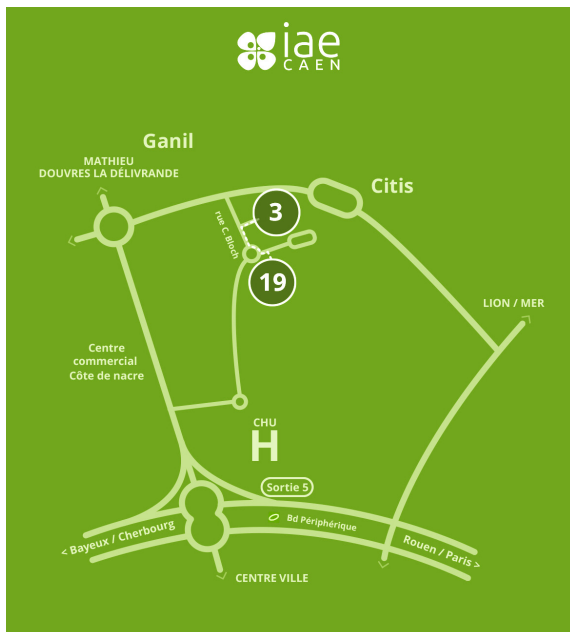 iae
CAEN
Ganil
MATHIEU
DOUVRES LA DÉLIVRANDE
Citis
3
rue C. Bloch
19
LION / MER
Centre
commercial
Côte de nacre
CHU
H
Sortie 5
< Bayeux / Cherbourg
Bd Périphérique
Rouen / Paris >
CENTRE VILLE